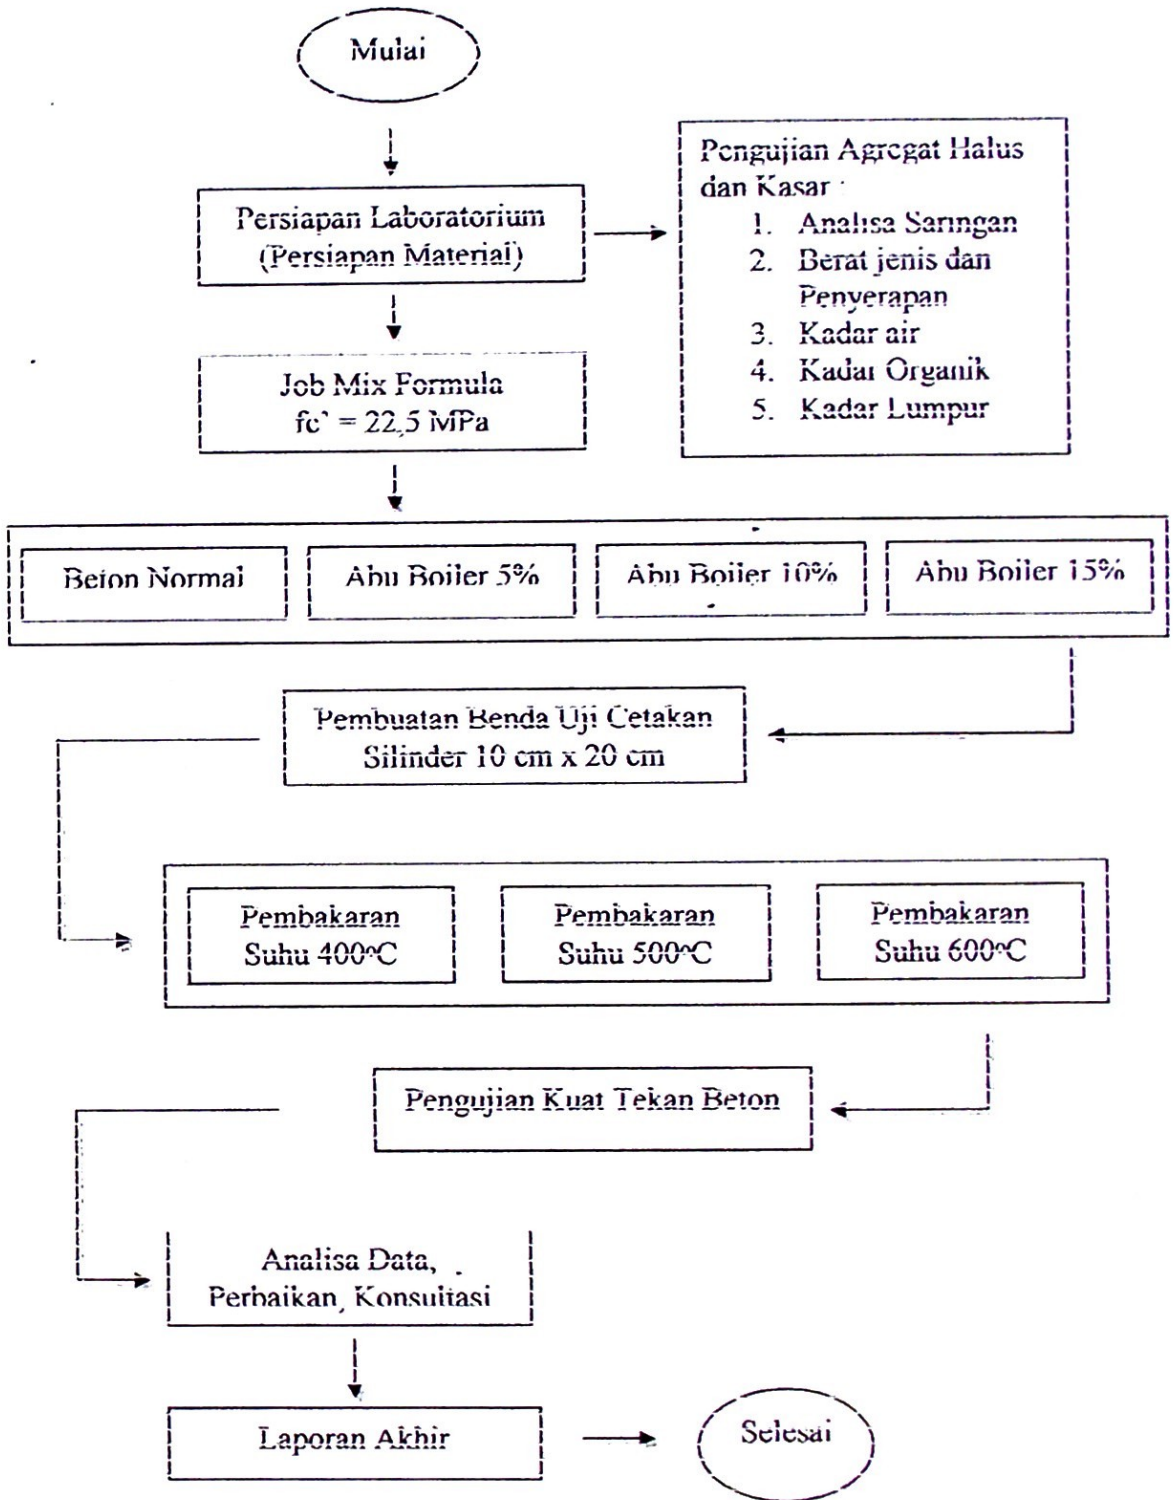 Mulai
Persiapan Laboratorium
(Persiapan Material)
Pengujian Agregat Halus
dan Kasar :
1. Analisa Saringan
2. Berat jenis dan
Penyerapan
3. Kadar air
4. Kadar Organik
5. Kadar Lumpur
Job Mix Formula
fc` = 22,5 MPa
Beton Normal
Abu Boiler 5%
Abu Boiler 10%
Abu Boiler 15%
Pembuatan Benda Uji Cetakan
Silinder 10 cm x 20 cm
Pembakaran
Suhu 400°C
Pembakaran
Suhu 500°C
Pembakaran
Suhu 600°C
Pengujian Kuat Tekan Beton
Analisa Data,
Perbaikan, Konsultasi
Laporan Akhir
Selesai